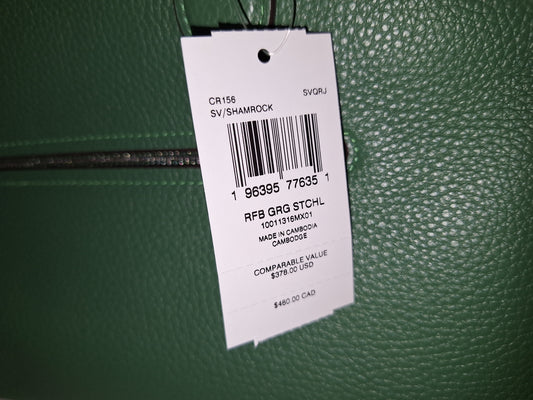 CR156 SVQRJ
SV/SHAMROCK
1 96395 77635 1
RFB GRG STCHL
10011316MX01
MADE IN CAMBODIA
CAMBODGE
COMPARABLE VALUE
$378.00 USD
$460.00 CAD